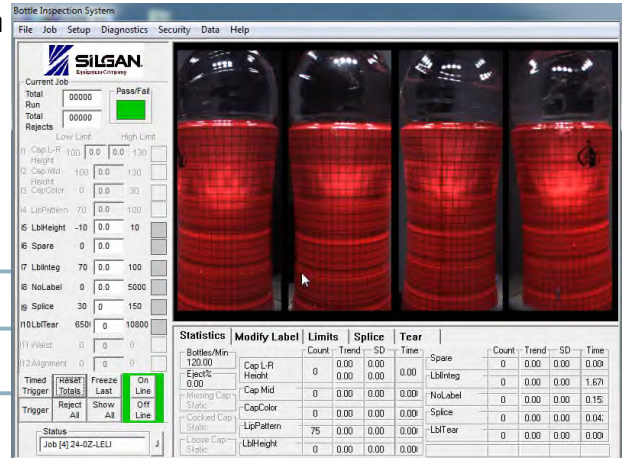 Bottle Inspection System
File Job Setup Diagnostics Security Data Help
SILGAN
Equipment Company
Current Job
Total Run 00000
Pass/Fail
Total Rejects 00000
Low Limit High Limit
I1 Cap L-R Height 100 0.0 0.0 130
I2 Cap Mid Height 100 0.0 130
I3 CapColor 0 0.0 30
I4 LipPattern 70 0.0 100
I5 LblHeight -10 0.0 10
I6 Spare 0 0.0
I7 LblInteg 70 0.0 100
I8 NoLabel 0 0.0 5000
I9 Splice 30 0 150
I10 LblTear 650 0 10800
I11 Waist 0 0 0
I12 Alignment 0 0 0
Timed Trigger Reset Totals Freeze Last On Line
Trigger Reject All Show All Off Line
Status
Job [4] 24-0Z-LELI J
Statistics Modify Label Limits Splice Tear
Bottles/Min 120.00
Eject% 0.00
Missing Cap Static
Cocked Cap Static
Loose Cap Static
Count Trend SD Time
Cap L-R Height 0 0.00 0.00 0.00
0.00 0.00
Cap Mid 0 0.00 0.00 0.00
CapColor 0 0.00 0.00 0.00
LipPattern 75 0.00 0.00 0.00
LblHeight 0 0.00 0.00 0.00
Count Trend SD Time
Spare 0 0.00 0.00 0.00
LblInteg 0 0.00 0.00 1.67
NoLabel 0 0.00 0.00 0.15
Splice 0 0.00 0.00 0.04
LblTear 0 0.00 0.00 0.00